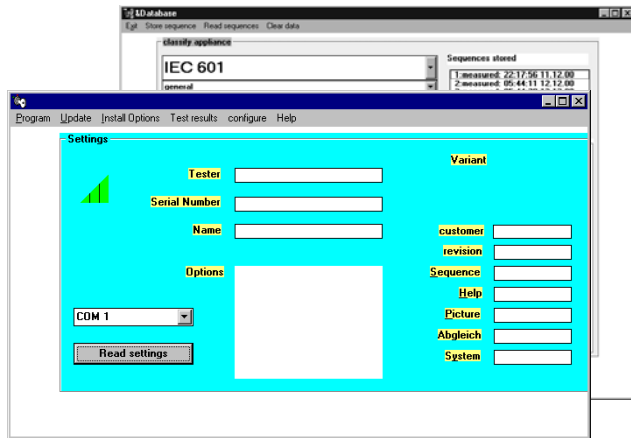 &Database
Exit Store sequence Read sequences Clear data
classify appliance
IEC 601
general
Sequences stored
1:measured: 22:17:56 11.12.00
2:measured: 05:44:11 12.12.00
Program Update Install Options Test results configure Help
Settings
Variant
Tester
Serial Number
Name
customer
revision
Options
Sequence
Help
COM 1
Picture
Abgleich
Read settings
System